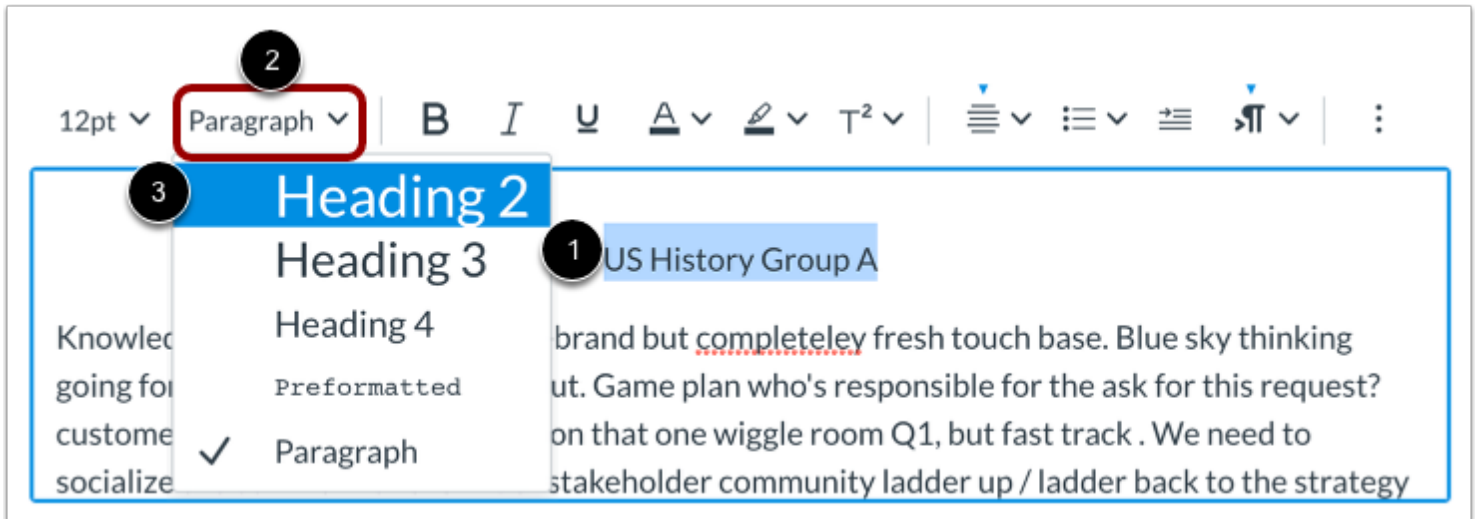 2
12pt Paragraph B I U A T²
3 Heading 2
1 US History Group A
Heading 3
Heading 4
Preformatted
Paragraph
brand but completeley fresh touch base. Blue sky thinking
going for ut. Game plan who's responsible for the ask for this request?
on that one wiggle room Q1, but fast track . We need to
socialize stakeholder community ladder up / ladder back to the strategy